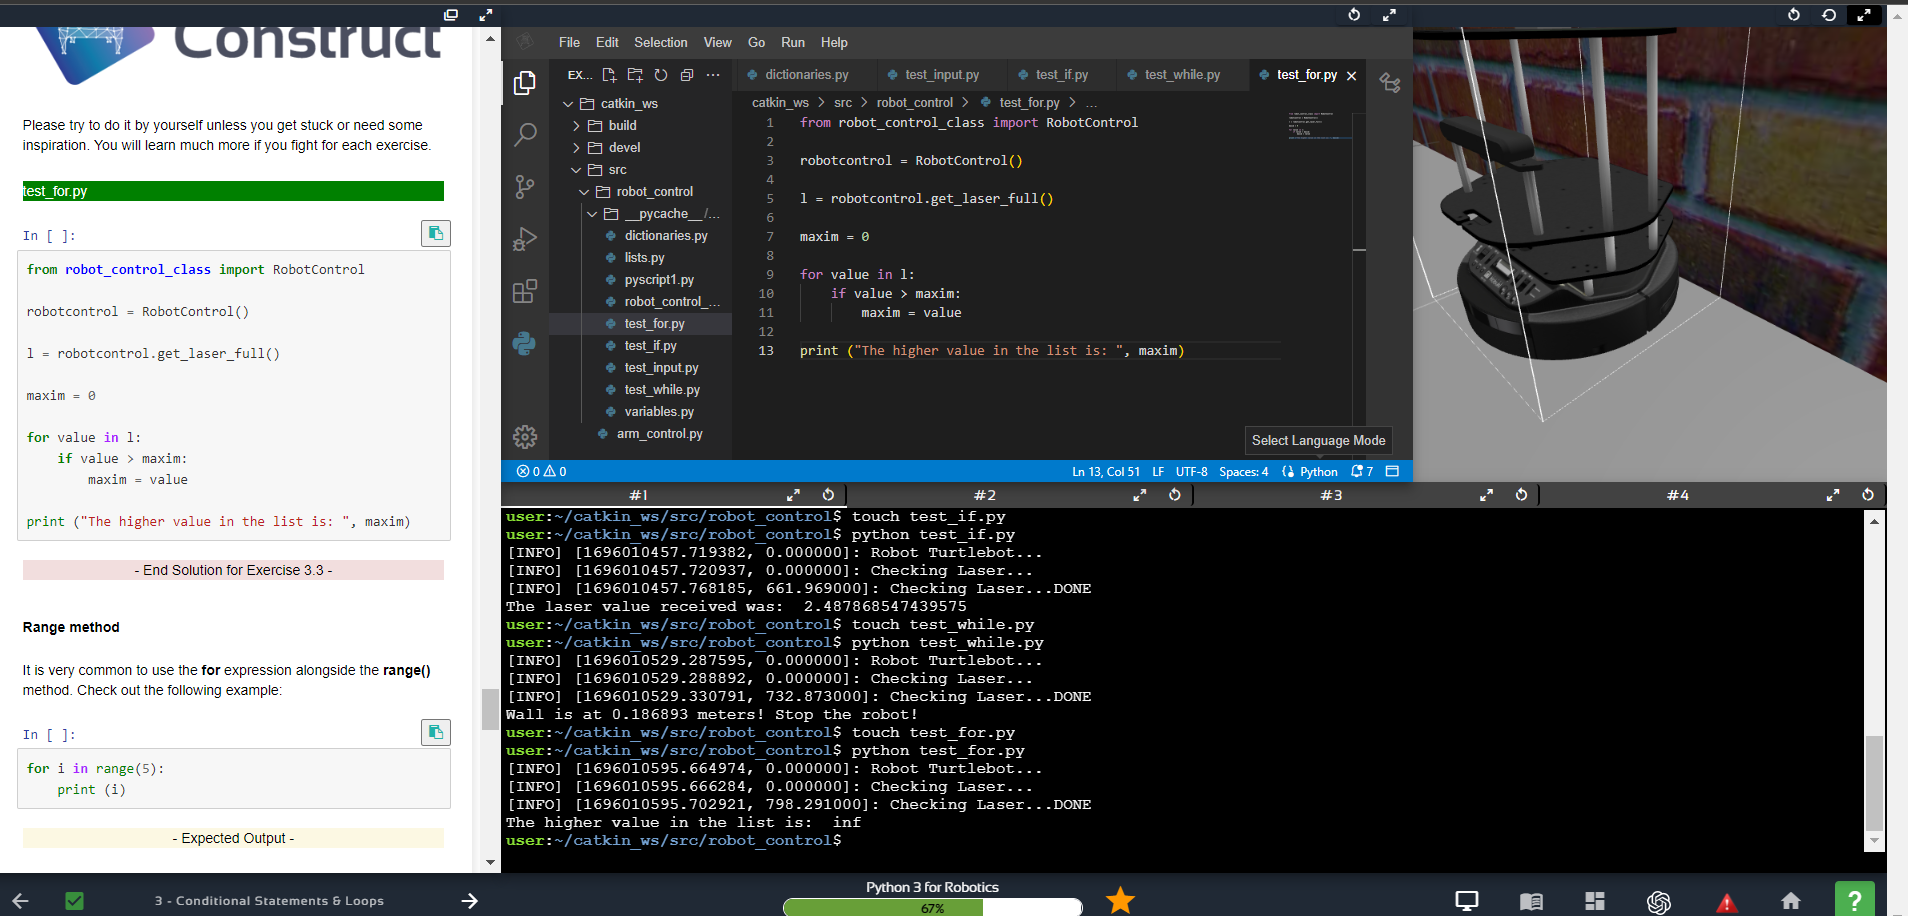 Construct
Please try to do it by yourself unless you get stuck or need some
inspiration. You will learn much more if you fight for each exercise.
test_for.py
In [ ]:
from robot_control_class import RobotControl
robotcontrol = RobotControl()
l = robotcontrol.get_laser_full()
maxim = 0
for value in l:
if value > maxim:
maxim = value
print ("The higher value in the list is: ", maxim)
- End Solution for Exercise 3.3 -
Range method
It is very common to use the for expression alongside the range()
method. Check out the following example:
In [ ]:
for i in range(5):
print (i)
- Expected Output -
File Edit Selection View Go Run Help
EX... 
catkin_ws
build
devel
src
robot_control
__pycache__/...
dictionaries.py
lists.py
pyscript1.py
robot_control_...
test_for.py
test_if.py
test_input.py
test_while.py
variables.py
arm_control.py
dictionaries.py test_input.py test_if.py test_while.py test_for.py
catkin_ws > src > robot_control > test_for.py > ...
1 from robot_control_class import RobotControl
2
3 robotcontrol = RobotControl()
4
5 l = robotcontrol.get_laser_full()
6
7 maxim = 0
8
9 for value in l:
10 if value > maxim:
11 maxim = value
12
13 print ("The higher value in the list is: ", maxim)
Select Language Mode
0 0 Ln 13, Col 51 LF UTF-8 Spaces: 4 Python 7
#1 #2 #3 #4
user:~/catkin_ws/src/robot_control$ touch test_if.py
user:~/catkin_ws/src/robot_control$ python test_if.py
[INFO] [1696010457.719382, 0.000000]: Robot Turtlebot...
[INFO] [1696010457.720937, 0.000000]: Checking Laser...
[INFO] [1696010457.768185, 661.969000]: Checking Laser...DONE
The laser value received was:  2.487868547439575
user:~/catkin_ws/src/robot_control$ touch test_while.py
user:~/catkin_ws/src/robot_control$ python test_while.py
[INFO] [1696010529.287595, 0.000000]: Robot Turtlebot...
[INFO] [1696010529.288892, 0.000000]: Checking Laser...
[INFO] [1696010529.330791, 732.873000]: Checking Laser...DONE
Wall is at 0.186893 meters! Stop the robot!
user:~/catkin_ws/src/robot_control$ touch test_for.py
user:~/catkin_ws/src/robot_control$ python test_for.py
[INFO] [1696010595.664974, 0.000000]: Robot Turtlebot...
[INFO] [1696010595.666284, 0.000000]: Checking Laser...
[INFO] [1696010595.702921, 798.291000]: Checking Laser...DONE
The higher value in the list is:  inf
user:~/catkin_ws/src/robot_control$
3 - Conditional Statements & Loops
Python 3 for Robotics
67%
?